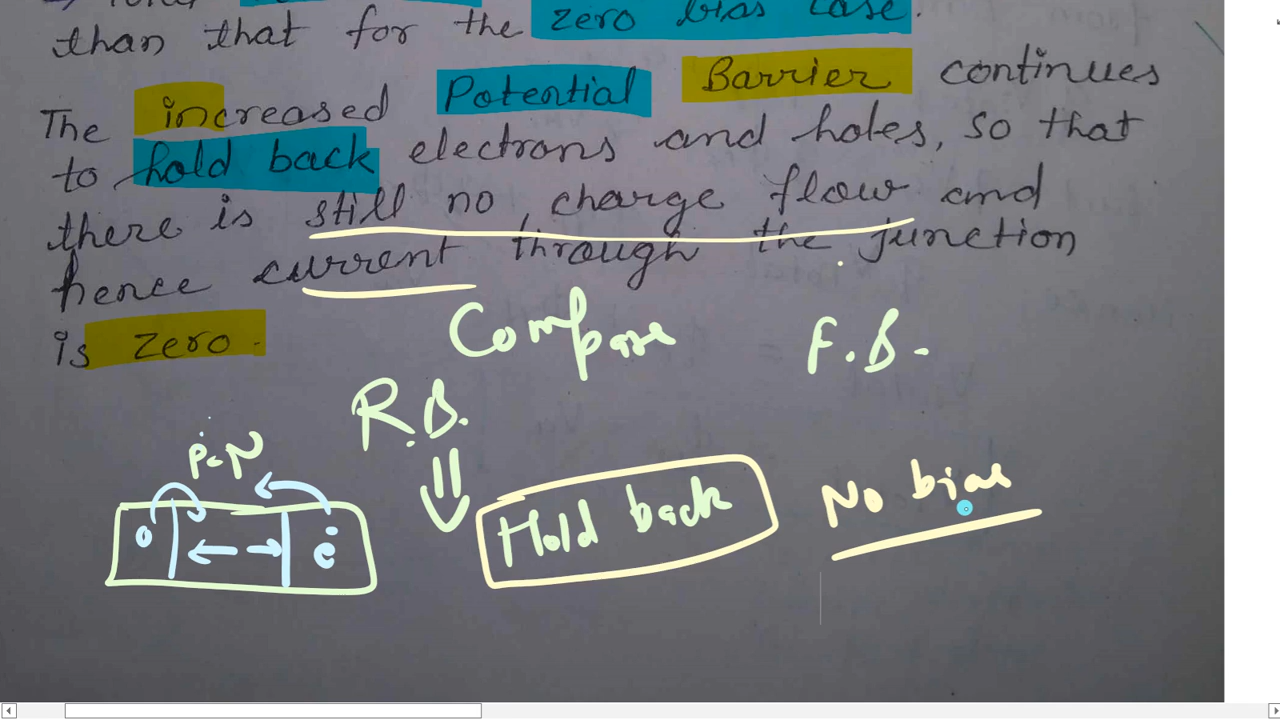 than that for the zero bias case.
The increased Potential Barrier continues
to hold back electrons and holes, so that
there is still no, charge flow and
hence current through the junction
is zero.
Compare F.B.
R.B.
P-N
Hold back
No bias
o e